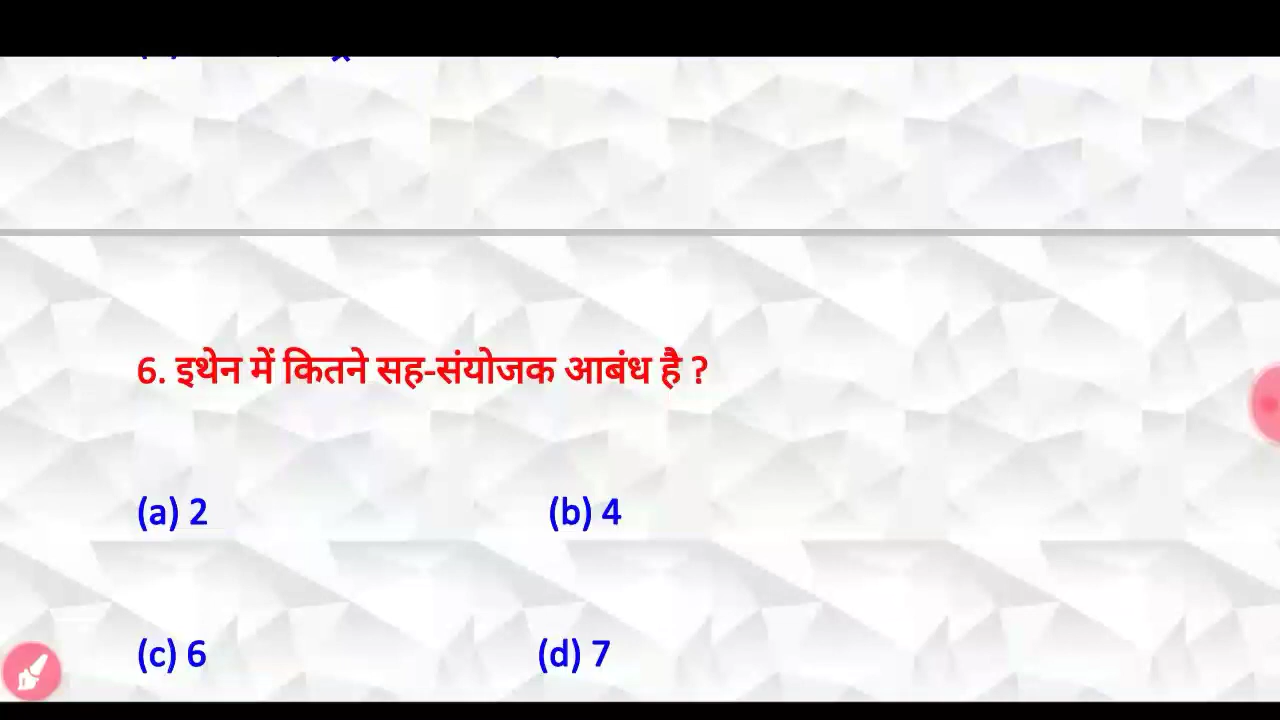 6. इथेन में कितने सह-संयोजक आबंध है ?
(a) 2 (b) 4
(c) 6 (d) 7